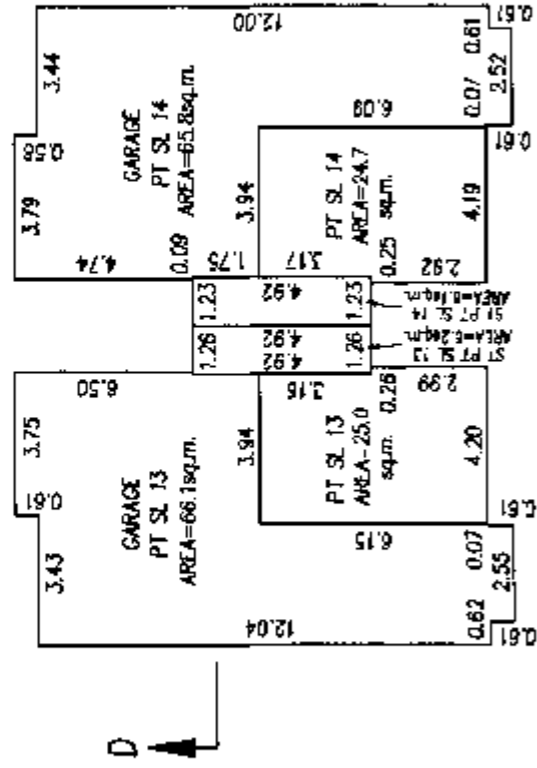 0.61
12.00
0.61
3.44
2.52
0.07
GARAGE
PT SL 14
AREA=65.8sq.m.
0.58
6.09
0.61
3.79
3.94
PT SL 14
AREA=24.7
sq.m.
4.19
4.74
0.09
1.75
3.17
0.25
2.92
1.23
4.92
1.23
ST PT SL 14
AREA=6.1sq.m.
1.26
4.92
4.92
1.26
ST PT SL 13
AREA=6.2sq.m.
6.50
3.16
0.26
2.99
3.75
3.94
PT SL 13
AREA=25.0
sq.m.
4.20
0.61
GARAGE
PT SL 13
AREA=66.1sq.m.
6.15
0.07
0.61
3.43
2.55
12.04
0.62
0.61
D